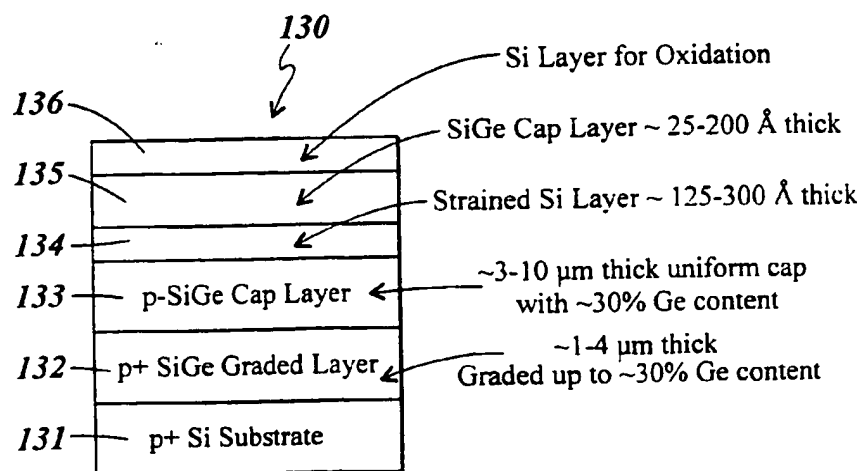 130
Si Layer for Oxidation
136
SiGe Cap Layer ~ 25-200 Å thick
135
Strained Si Layer ~ 125-300 Å thick
134
~3-10 µm thick uniform cap
133 p-SiGe Cap Layer
with ~30% Ge content
~1-4 µm thick
132 p+ SiGe Graded Layer
Graded up to ~30% Ge content
131 p+ Si Substrate